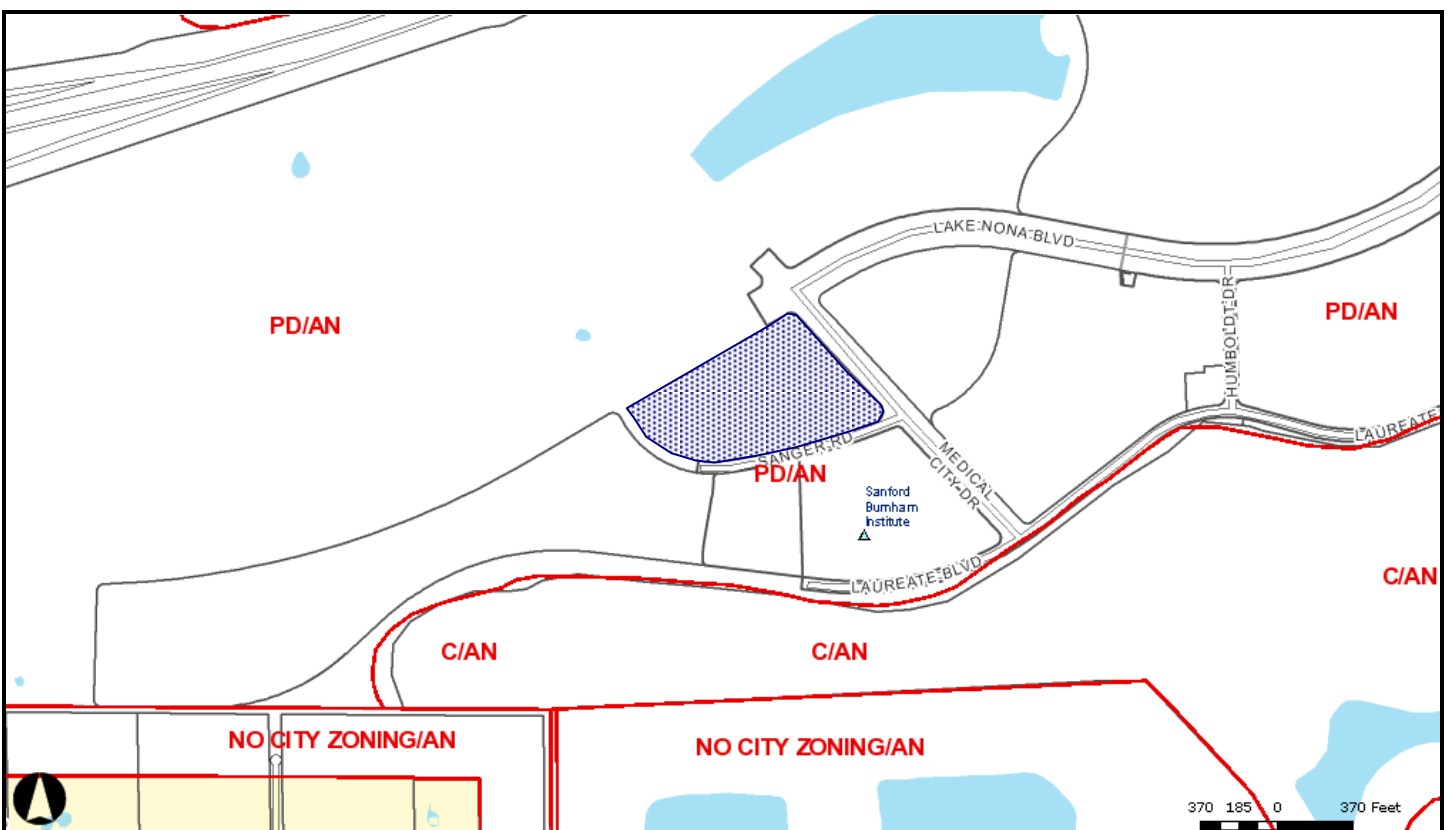 LAKE NONA BLVD
PD/AN
PD/AN
HUMBOLDT DR
LAUREATE
SANGER RD
PD/AN
MEDICAL
CITY DR
Sanford
Burnham
Institute
LAUREATE BLVD
C/AN
C/AN
C/AN
NO CITY ZONING/AN
NO CITY ZONING/AN
370 185 0 370 Feet